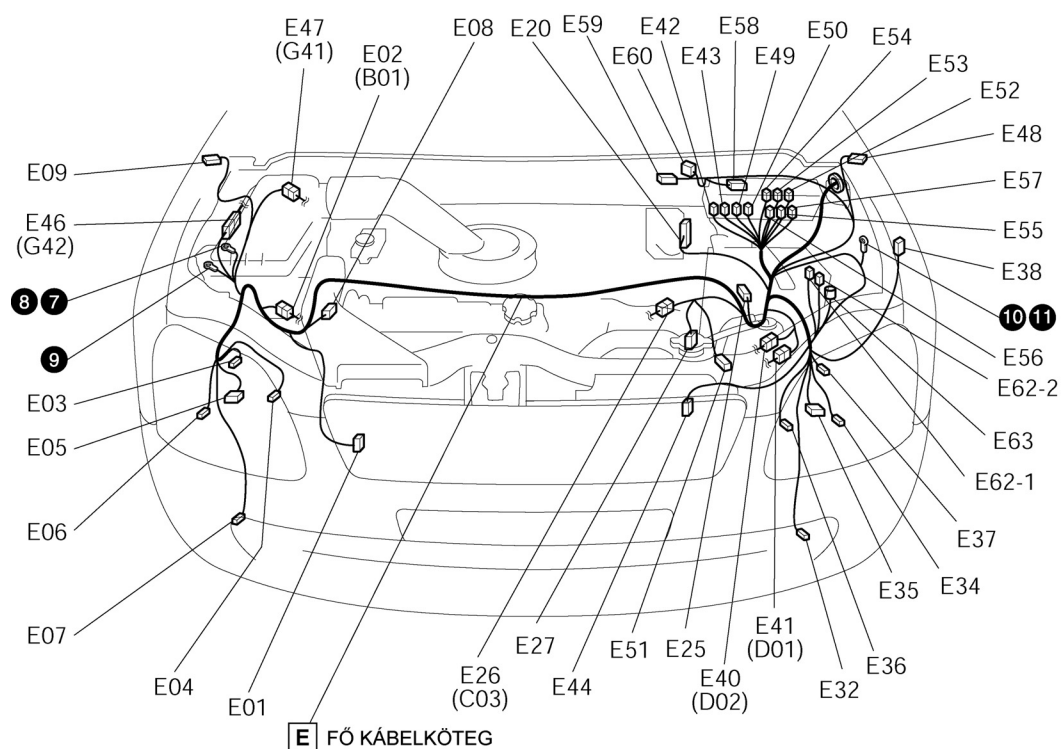 E47
(G41)
E02
(B01)
E08
E20
E59
E42
E60
E43
E58
E49
E50
E54
E53
E52
E48
E09
E57
E46
(G42)
E55
E38
8 7
10 11
9
E56
E03
E62-2
E05
E63
E62-1
E06
E37
E34
E35
E07
E36
E04
E01
E26
(C03)
E27
E44
E51
E25
E40
(D02)
E41
(D01)
E32
E FŐ KÁBELKÖTEG